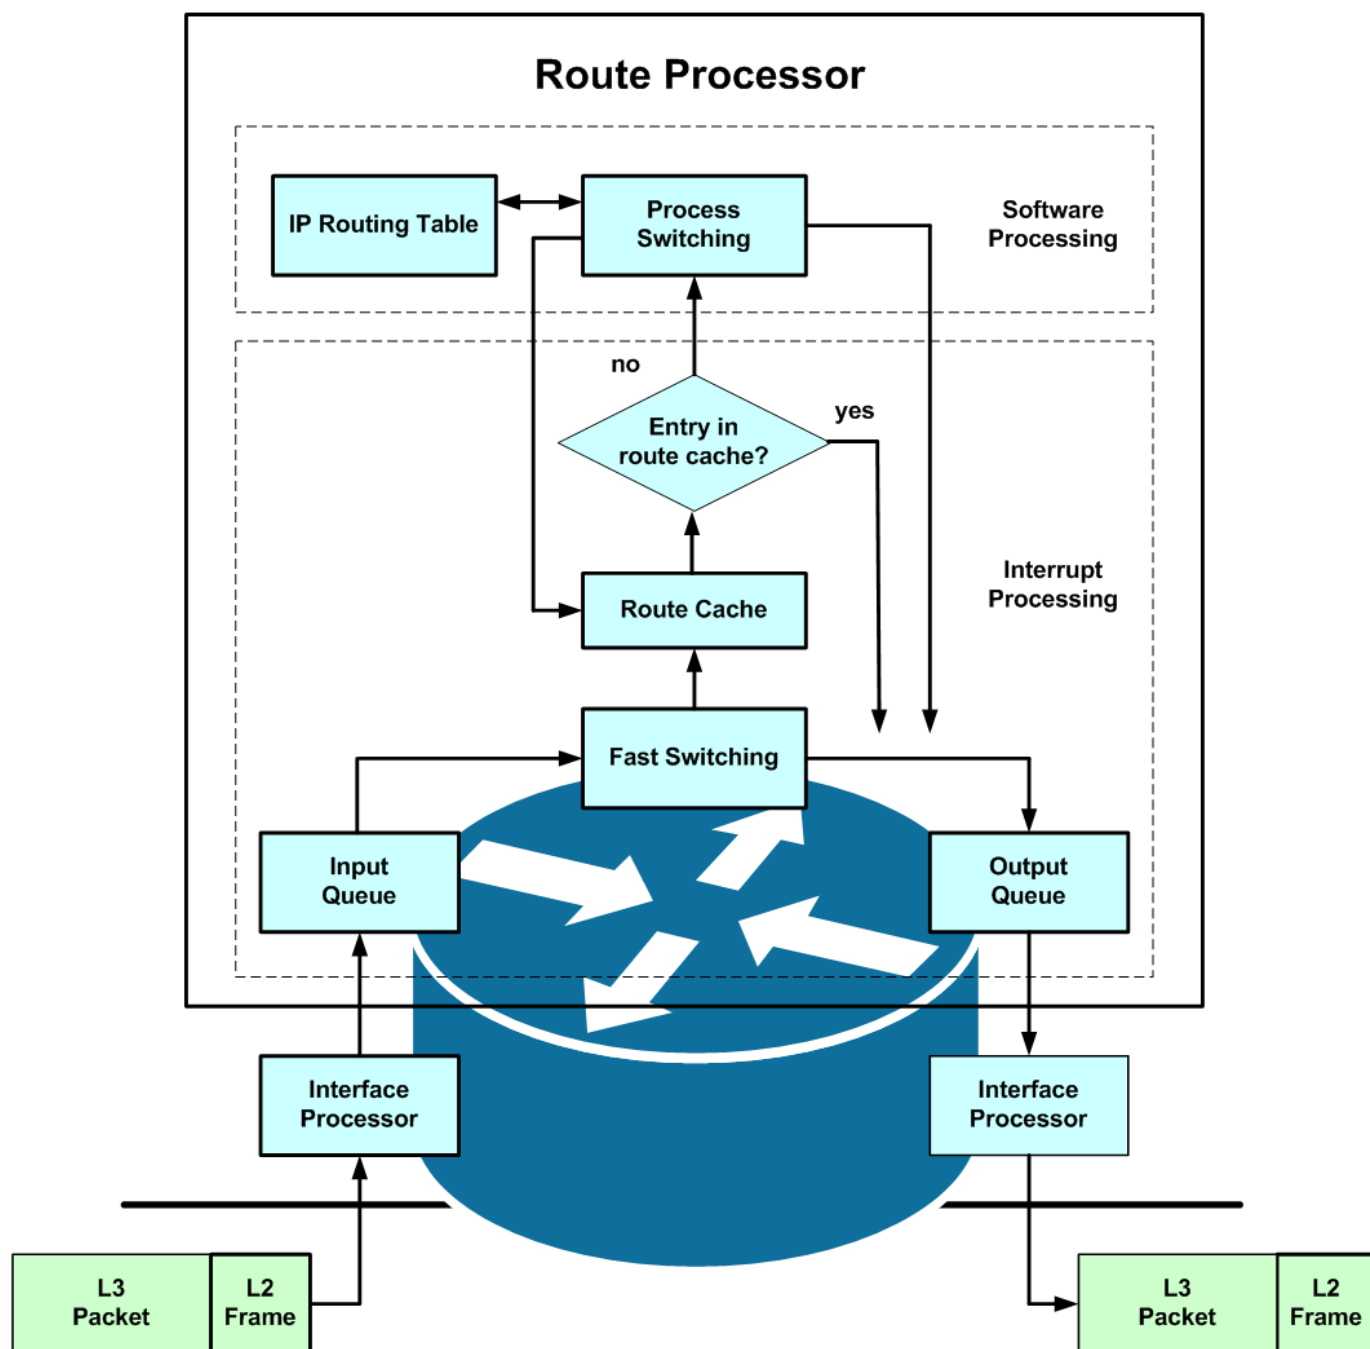 Route Processor
IP Routing Table
Process
Switching
Software
Processing
no
yes
Entry in
route cache?
Interrupt
Processing
Route Cache
Fast Switching
Input
Queue
Output
Queue
Interface
Processor
Interface
Processor
L3
Packet
L2
Frame
L3
Packet
L2
Frame